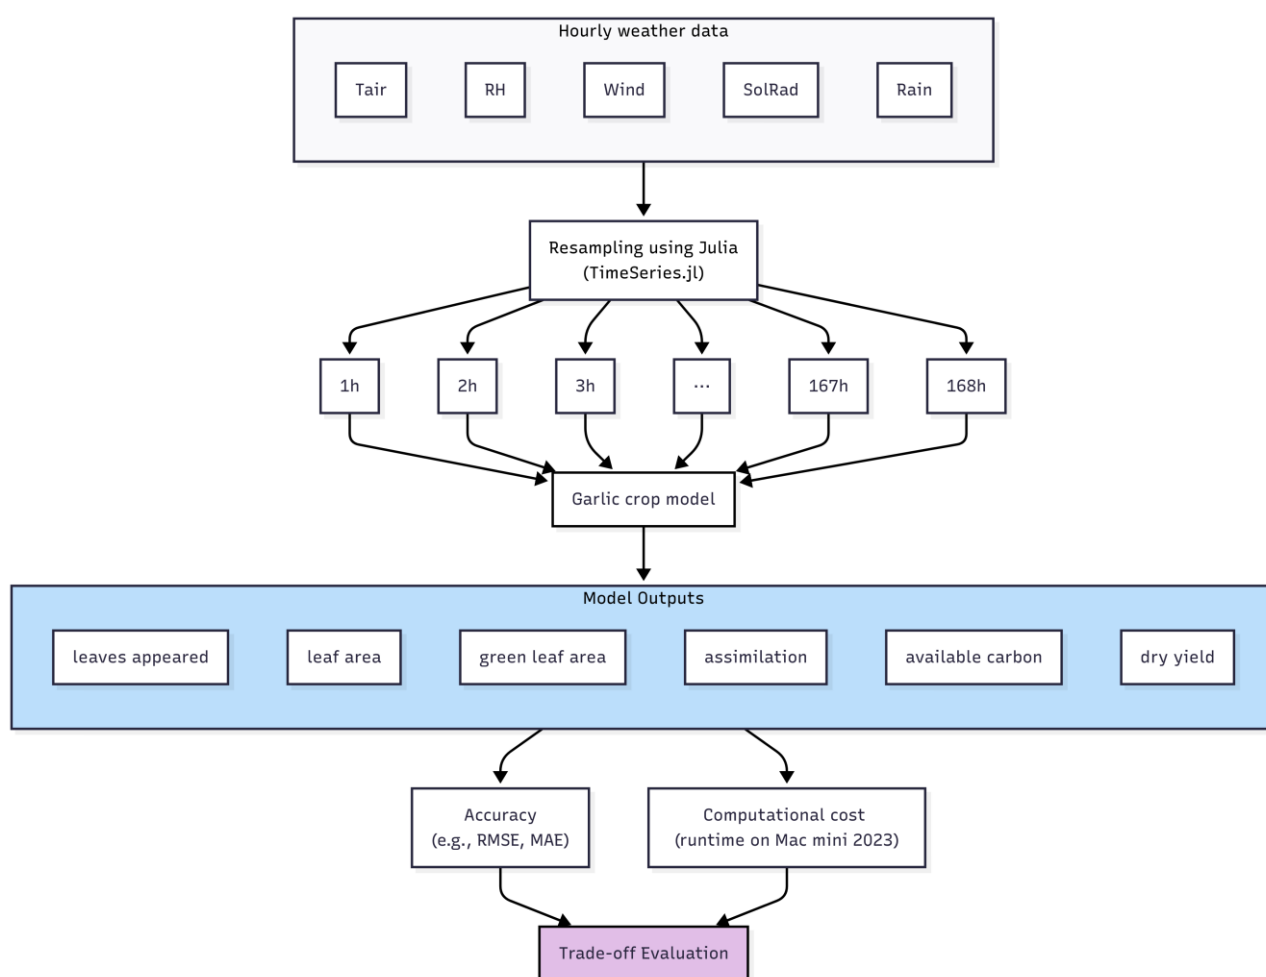 Hourly weather data
Tair
RH
Wind
SolRad
Rain
Resampling using Julia
(TimeSeries.jl)
1h
2h
3h
...
167h
168h
Garlic crop model
Model Outputs
leaves appeared
leaf area
green leaf area
assimilation
available carbon
dry yield
Accuracy
(e.g., RMSE, MAE)
Computational cost
(runtime on Mac mini 2023)
Trade-off Evaluation